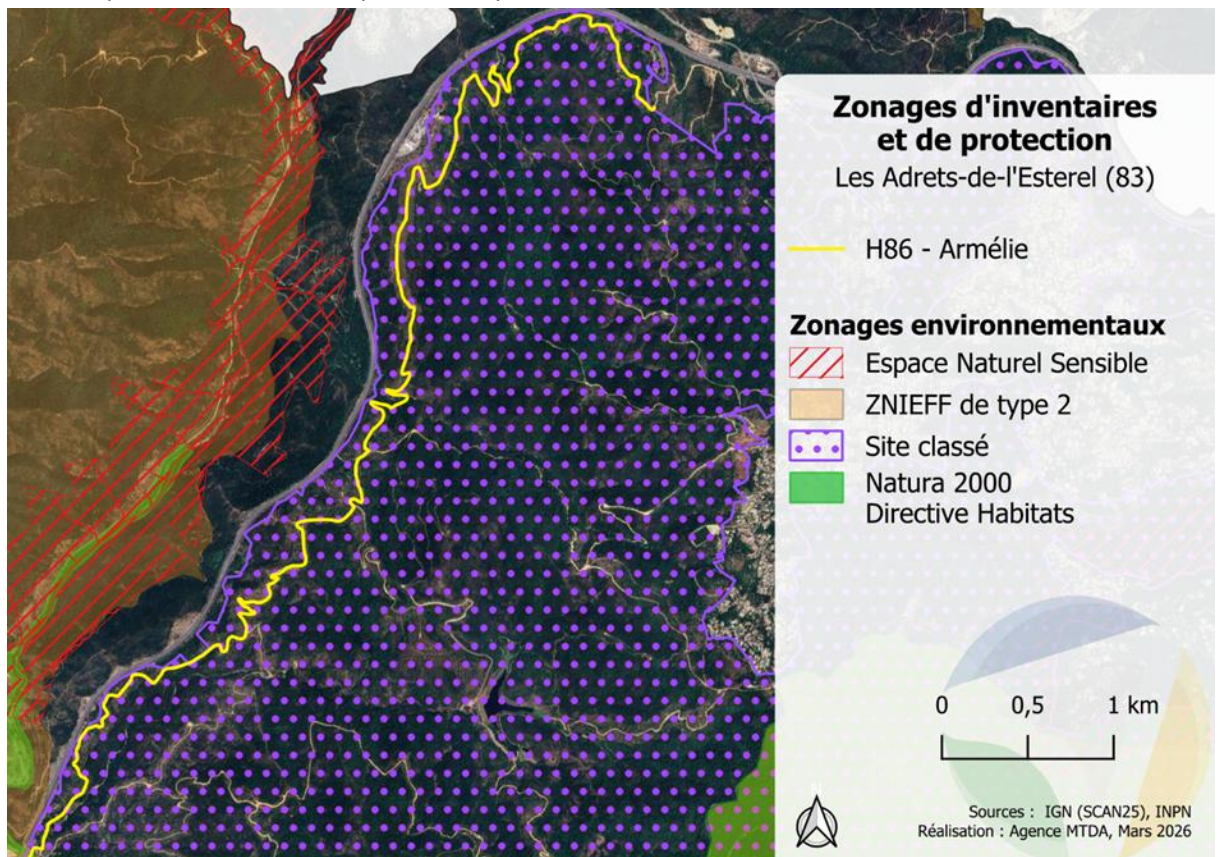 Zonages d'inventaires
et de protection
Les Adrets-de-l'Esterel (83)
H86 - Armélie
Zonages environnementaux
Espace Naturel Sensible
ZNIEFF de type 2
Site classé
Natura 2000
Directive Habitats
0 0,5 1 km
Sources : IGN (SCAN25), INPN
Réalisation : Agence MTDA, Mars 2026